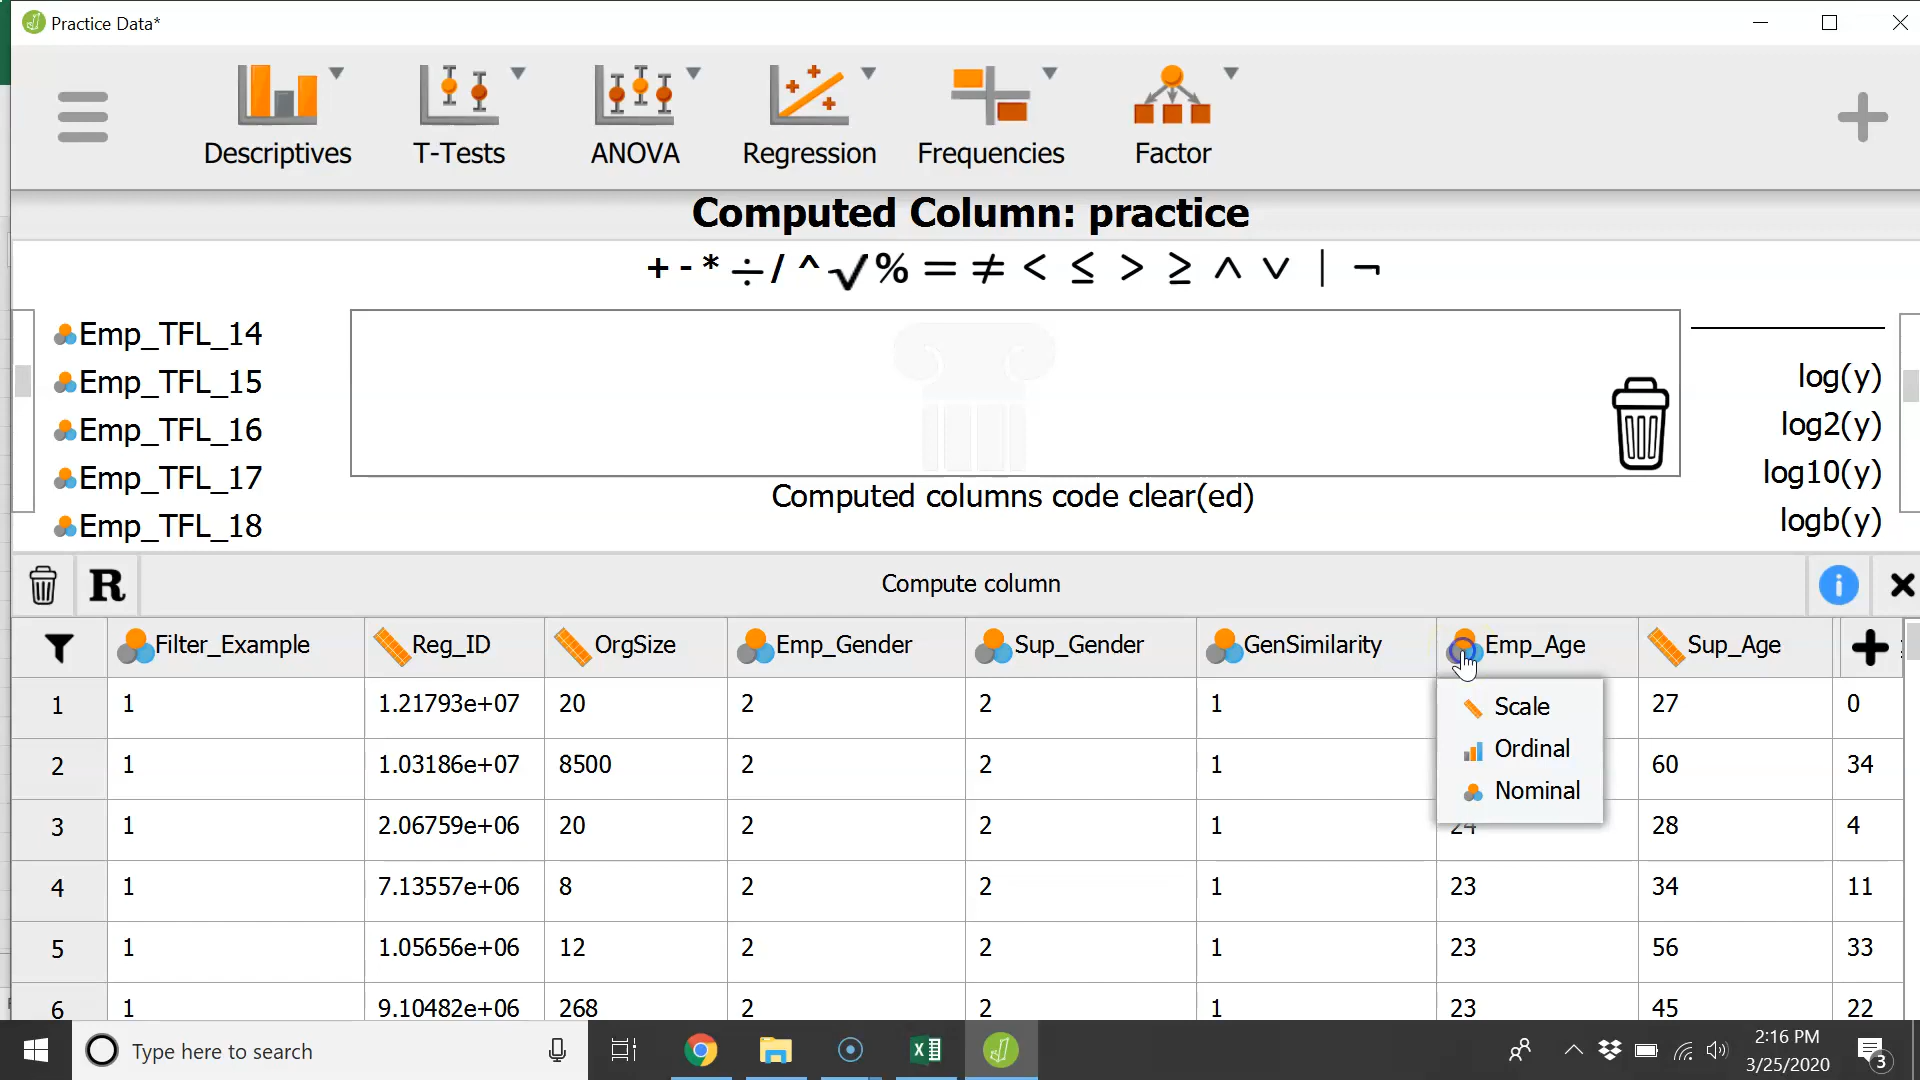 Practice Data*
Descriptives T-Tests ANOVA Regression Frequencies Factor
Computed Column: practice
+ - * ÷ / ^ √ % = ≠ < ≤ > ≥ ∧ ∨ | ¬
Emp_TFL_14
Emp_TFL_15
Emp_TFL_16
Emp_TFL_17
Emp_TFL_18
log(y)
log2(y)
log10(y)
logb(y)
Computed columns code clear(ed)
R Compute column i
Filter_Example Reg_ID OrgSize Emp_Gender Sup_Gender GenSimilarity Emp_Age Sup_Age
1 1 1.21793e+07 20 2 2 1 27 0
2 1 1.03186e+07 8500 2 2 1 60 34
3 1 2.06759e+06 20 2 2 1 24 28 4
4 1 7.13557e+06 8 2 2 1 23 34 11
5 1 1.05656e+06 12 2 2 1 23 56 33
6 1 9.10482e+06 268 2 2 1 23 45 22
Scale
Ordinal
Nominal
Type here to search
2:16 PM
3/25/2020
3